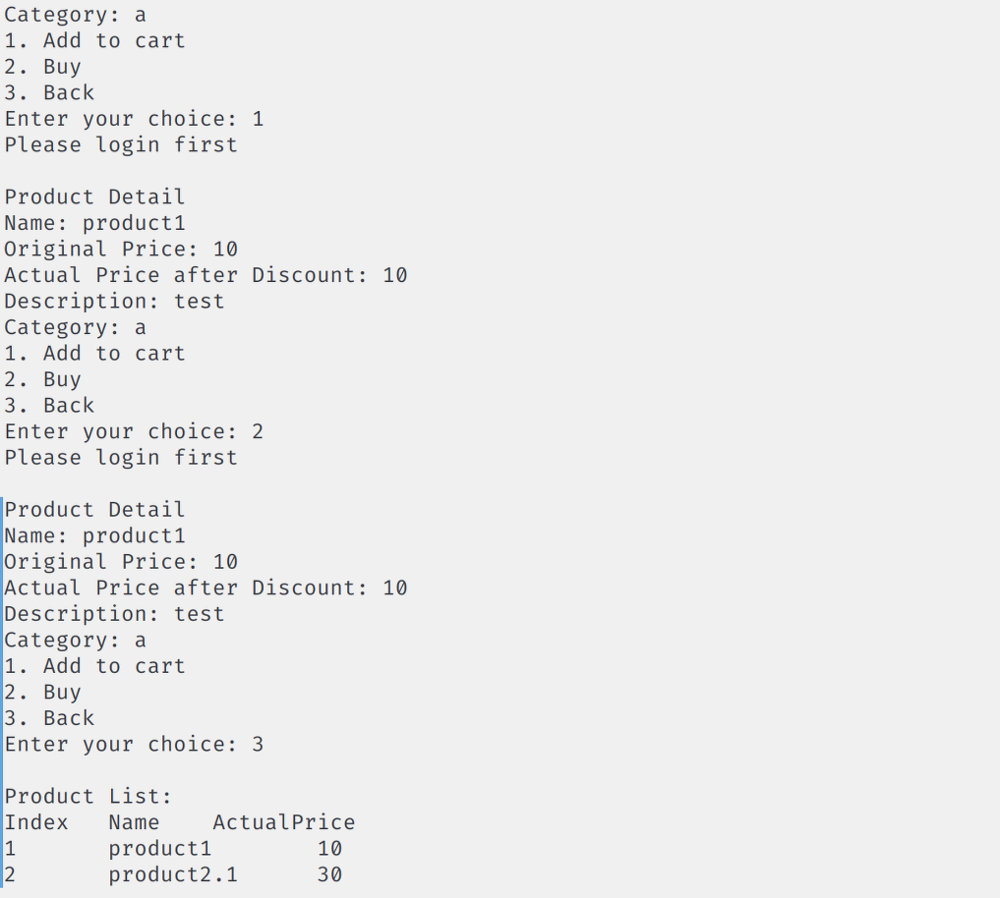 Category: a
1. Add to cart
2. Buy
3. Back
Enter your choice: 1
Please login first

Product Detail
Name: product1
Original Price: 10
Actual Price after Discount: 10
Description: test
Category: a
1. Add to cart
2. Buy
3. Back
Enter your choice: 2
Please login first

Product Detail
Name: product1
Original Price: 10
Actual Price after Discount: 10
Description: test
Category: a
1. Add to cart
2. Buy
3. Back
Enter your choice: 3

Product List:
Index   Name    ActualPrice
1       product1        10
2       product2.1      30